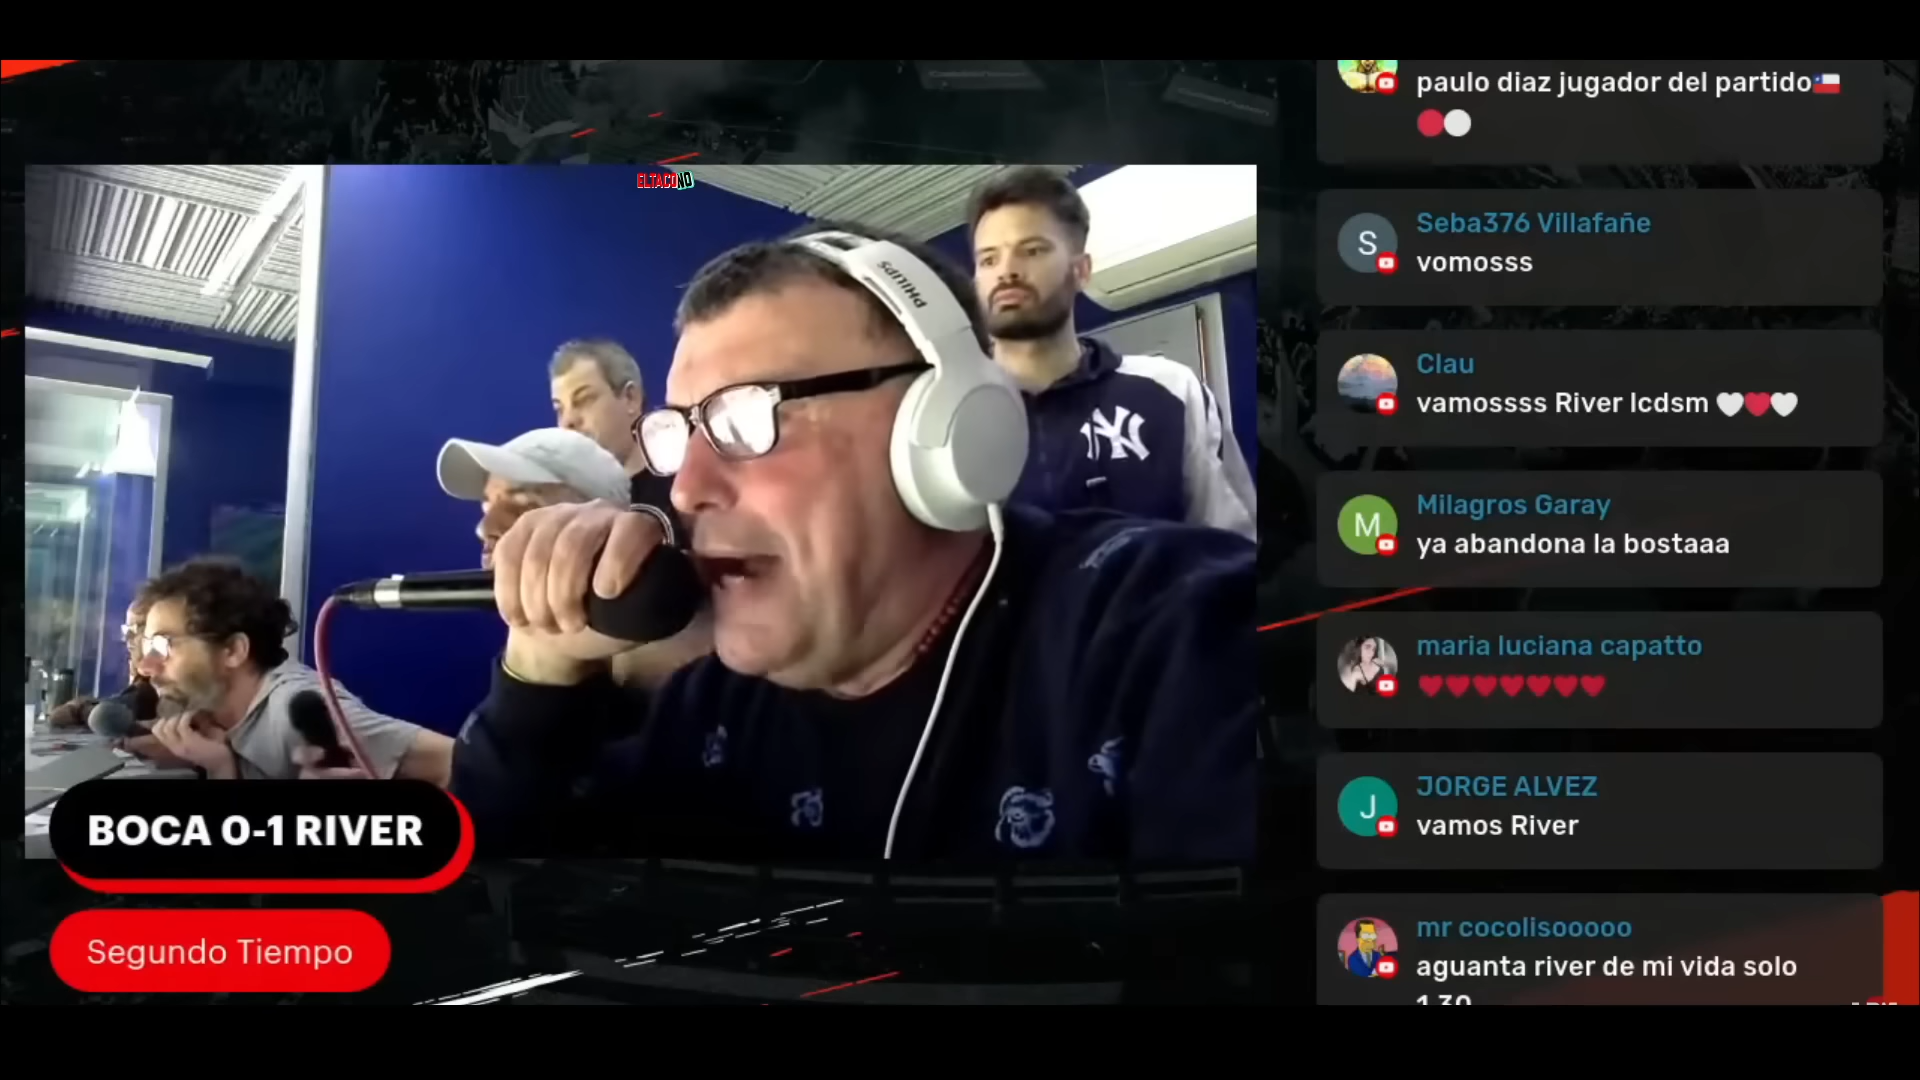 ELTACONO
PHILIPS
NY
BOCA 0-1 RIVER
Segundo Tiempo
paulo diaz jugador del partido🇨🇱
🔴⚪
S
Seba376 Villafañe
vomosss
Clau
vamossss River lcdsm 🤍❤️🤍
M
Milagros Garay
ya abandona la bostaaa
maria luciana capatto
❤️❤️❤️❤️❤️❤️❤️
J
JORGE ALVEZ
vamos River
mr cocolisooooo
aguanta river de mi vida solo